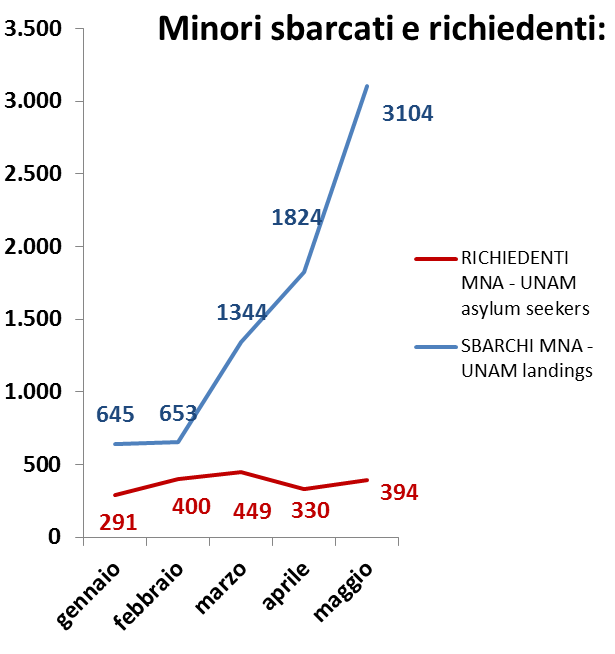 Minori sbarcati e richiedenti:
3.500
3.000
2.500
2.000
1.500
1.000
500
0
3104
1824
1344
645
653
291
400
449
330
394
gennaio
febbraio
marzo
aprile
maggio
RICHIEDENTI
MNA - UNAM
asylum seekers
SBARCHI MNA -
UNAM landings